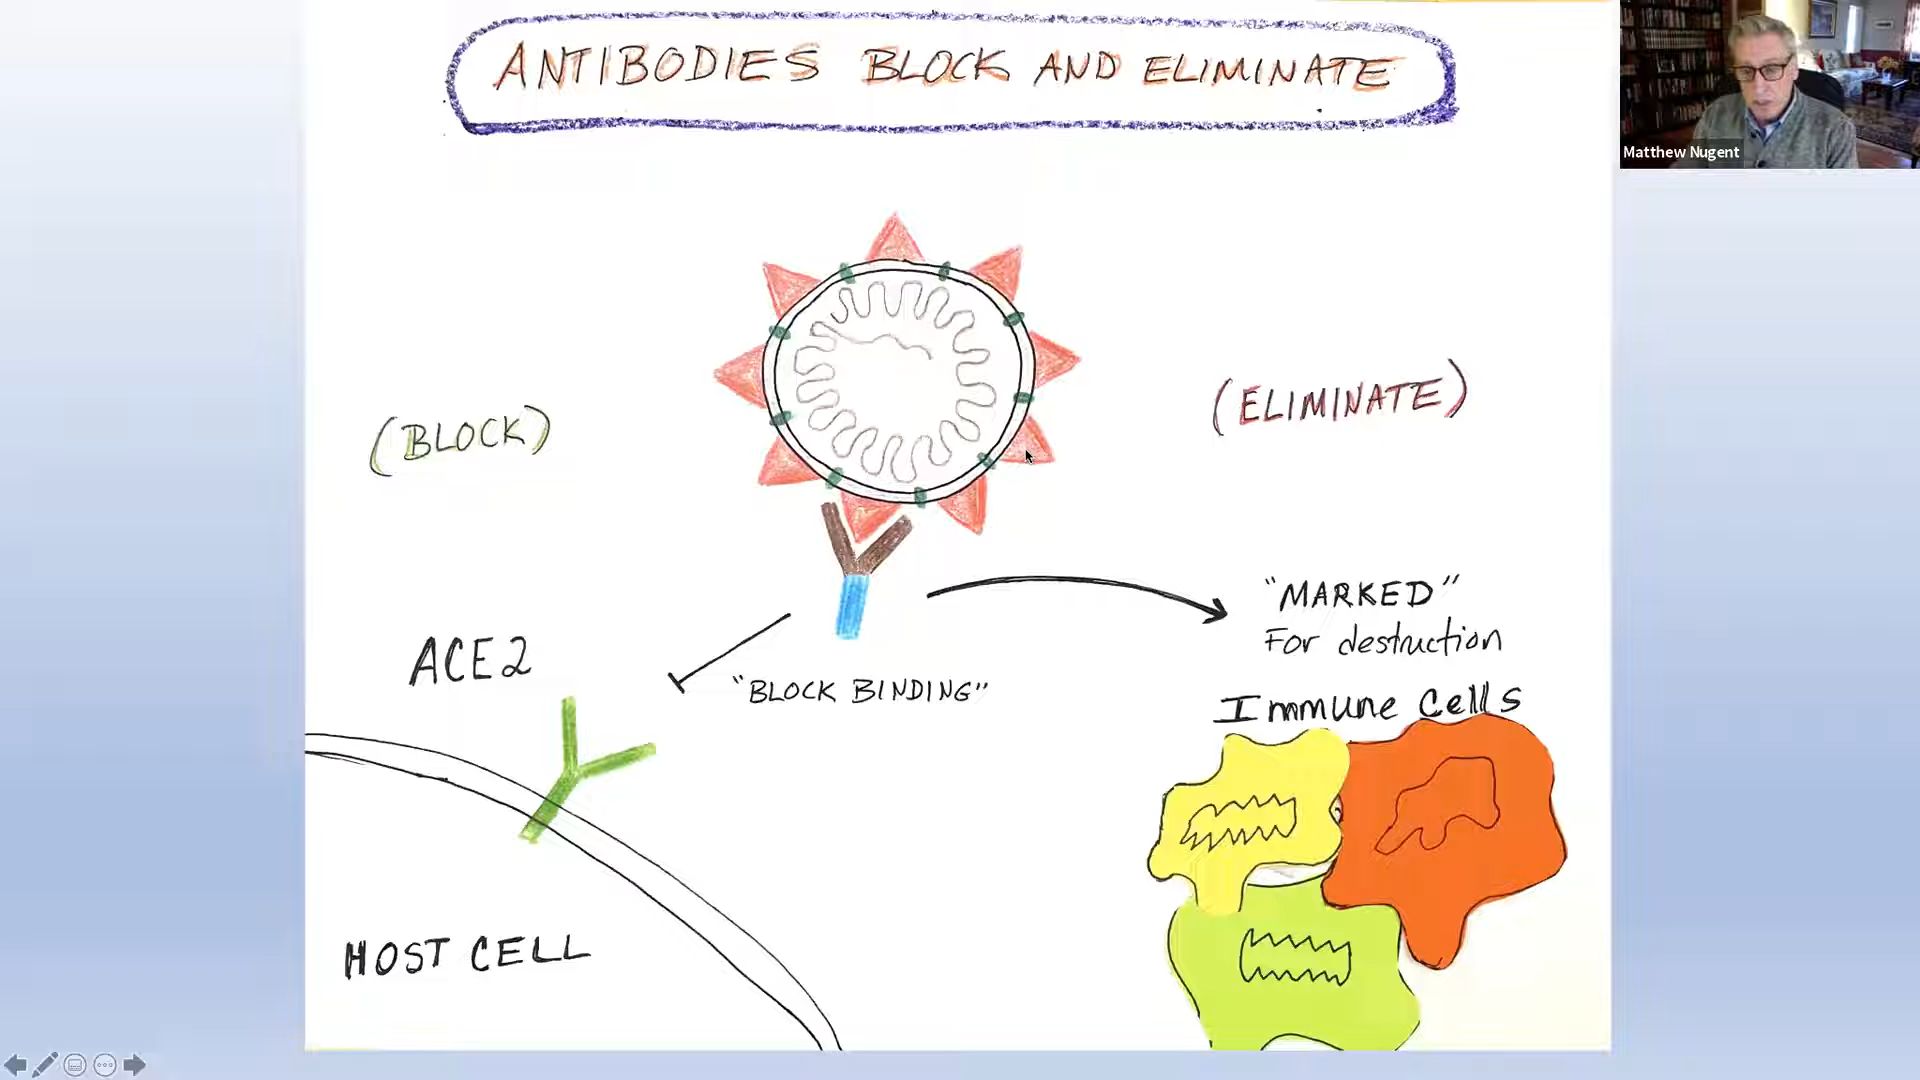 ANTIBODIES BLOCK AND ELIMINATE
Matthew Nugent
(BLOCK)
(ELIMINATE)
ACE2
"BLOCK BINDING"
"MARKED"
For destruction
Immune Cells
HOST CELL